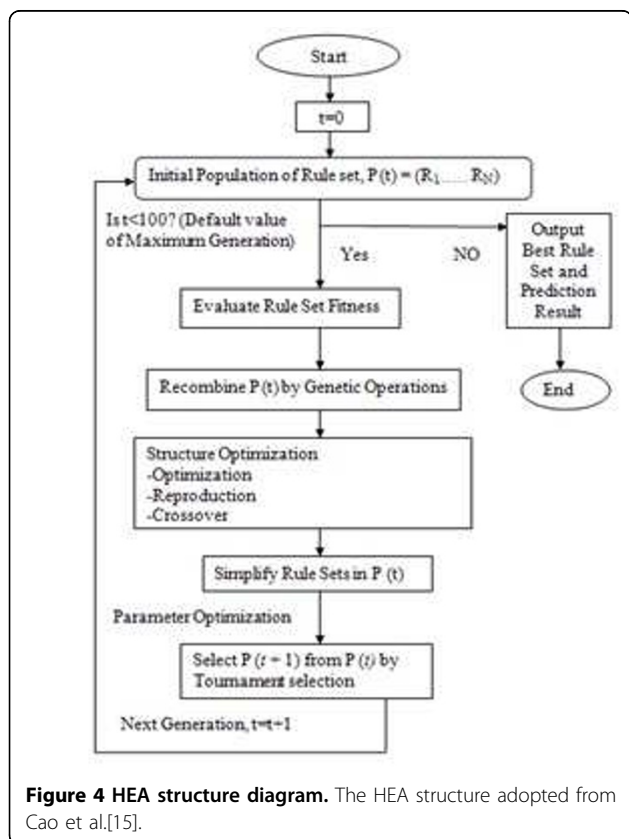 Start
t=0
Initial Population of Rule set, P(t) = (R1...... RN)
Is t<100? (Default value
of Maximum Generation)
Yes
NO
Output
Best Rule
Set and
Prediction
Result
End
Evaluate Rule Set Fitness
Recombine P(t) by Genetic Operations
Structure Optimization
-Optimization
-Reproduction
-Crossover
Simplify Rule Sets in P (t)
Parameter Optimization
Select P (t + 1) from P (t) by
Tournament selection
Next Generation, t=t+1
Figure 4 HEA structure diagram. The HEA structure adopted from
Cao et al.[15].